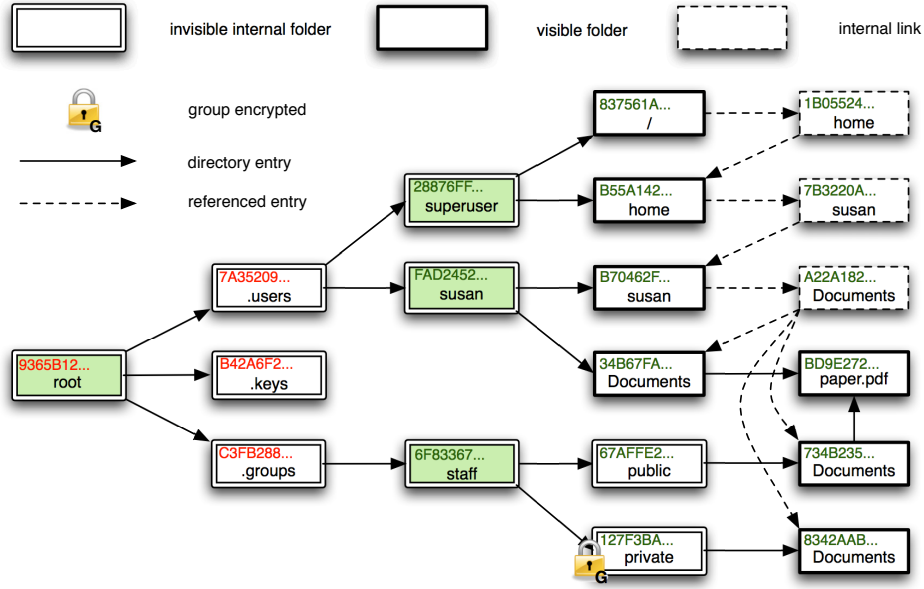 invisible internal folder
visible folder
internal link
group encrypted
G
directory entry
referenced entry
837561A...
/
1B05524...
home
28876FF...
superuser
B55A142...
home
7B3220A...
susan
7A35209...
.users
FAD2452...
susan
B70462F...
susan
A22A182...
Documents
9365B12...
root
B42A6F2...
.keys
34B67FA...
Documents
BD9E272...
paper.pdf
C3FB288...
.groups
6F83367...
staff
67AFFE2...
public
734B235...
Documents
127F3BA...
private
G
8342AAB...
Documents